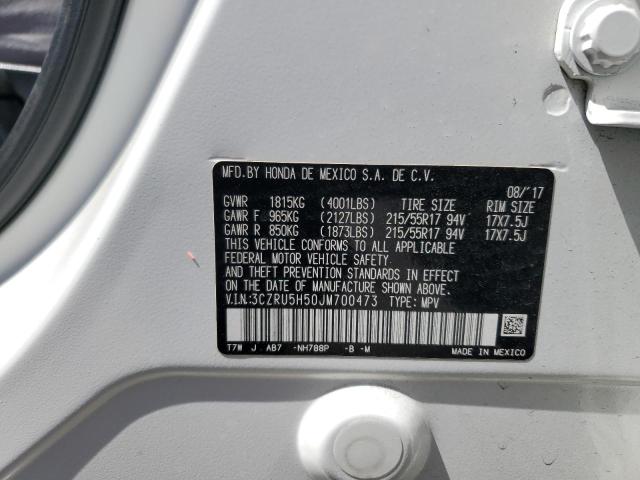 MFD.BY HONDA DE MEXICO S.A. DE C.V.
08/'17
GVWR 1815KG (4001LBS) TIRE SIZE RIM SIZE
GAWR F 965KG (2127LBS) 215/55R17 94V 17X7.5J
GAWR R 850KG (1873LBS) 215/55R17 94V 17X7.5J
THIS VEHICLE CONFORMS TO ALL APPLICABLE
FEDERAL MOTOR VEHICLE SAFETY
AND THEFT PREVENTION STANDARDS IN EFFECT
ON THE DATE OF MANUFACTURE SHOWN ABOVE.
V.I.N:3CZRU5H50JM700473 TYPE: MPV
T7W J AB7 -NH788P -B -M
MADE IN MEXICO